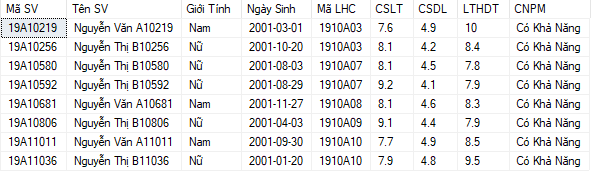 Mã SV Tên SV Giới Tính Ngày Sinh Mã LHC CSLT CSDL LTHDT CNPM
19A10219 Nguyễn Văn A10219 Nam 2001-03-01 1910A03 7.6 4.9 10 Có Khả Năng
19A10256 Nguyễn Thị B10256 Nữ 2001-10-20 1910A03 8.1 4.2 8.4 Có Khả Năng
19A10580 Nguyễn Thị B10580 Nữ 2001-08-03 1910A07 8.1 4.5 7.8 Có Khả Năng
19A10592 Nguyễn Thị B10592 Nữ 2001-08-29 1910A07 9.2 4.1 7.9 Có Khả Năng
19A10681 Nguyễn Văn A10681 Nam 2001-11-27 1910A08 8.1 4.6 8.3 Có Khả Năng
19A10806 Nguyễn Thị B10806 Nữ 2001-04-03 1910A09 9.1 4.4 7.9 Có Khả Năng
19A11011 Nguyễn Văn A11011 Nam 2001-09-30 1910A10 7.7 4.9 8.5 Có Khả Năng
19A11036 Nguyễn Thị B11036 Nữ 2001-01-20 1910A10 7.9 4.8 9.5 Có Khả Năng